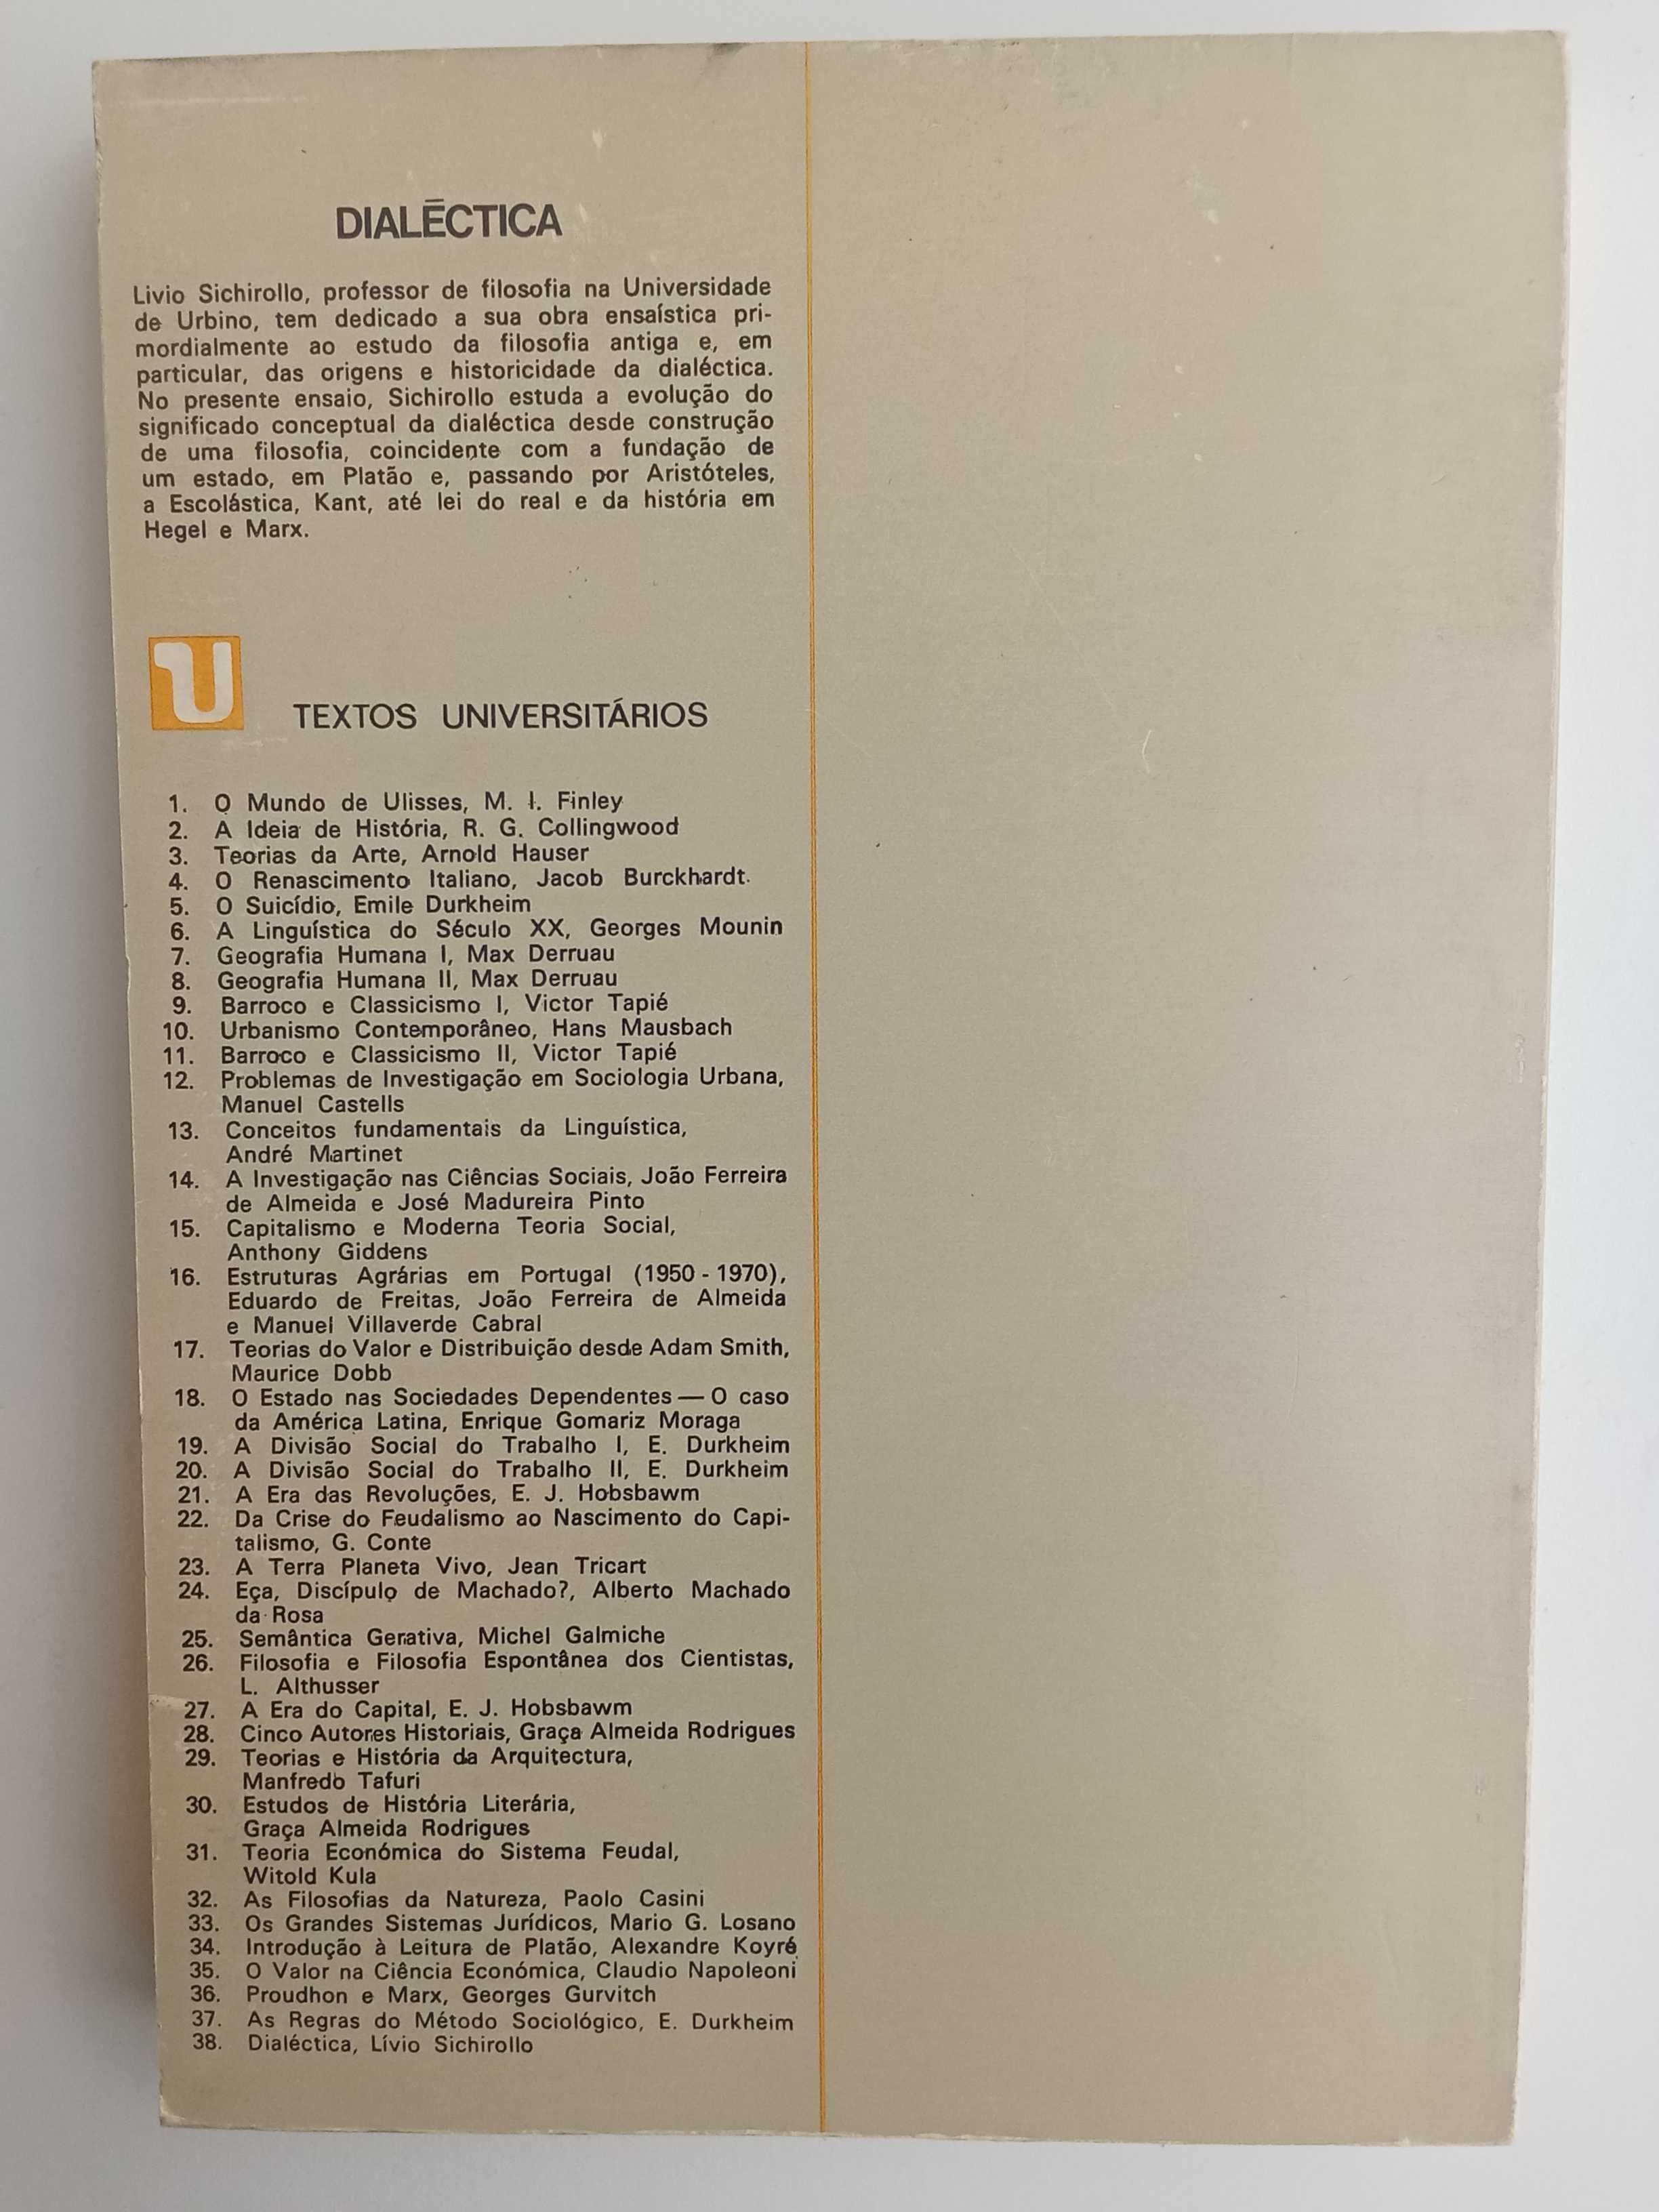 DIALÉCTICA
Livio Sichirollo, professor de filosofia na Universidade
de Urbino, tem dedicado a sua obra ensaística pri-
mordialmente ao estudo da filosofia antiga e, em
particular, das origens e historicidade da dialéctica.
No presente ensaio, Sichirollo estuda a evolução do
significado conceptual da dialéctica desde construção
de uma filosofia, coincidente com a fundação de
um estado, em Platão e, passando por Aristóteles,
a Escolástica, Kant, até lei do real e da história em
Hegel e Marx.
U
TEXTOS UNIVERSITÁRIOS
1. O Mundo de Ulisses, M. I. Finley
2. A Ideia de História, R. G. Collingwood
3. Teorias da Arte, Arnold Hauser
4. O Renascimento Italiano, Jacob Burckhardt.
5. O Suicídio, Emile Durkheim
6. A Linguística do Século XX, Georges Mounin
7. Geografia Humana I, Max Derruau
8. Geografia Humana II, Max Derruau
9. Barroco e Classicismo I, Victor Tapié
10. Urbanismo Contemporâneo, Hans Mausbach
11. Barroco e Classicismo II, Victor Tapié
12. Problemas de Investigação em Sociologia Urbana,
Manuel Castells
13. Conceitos fundamentais da Linguística,
André Martinet
14. A Investigação nas Ciências Sociais, João Ferreira
de Almeida e José Madureira Pinto
15. Capitalismo e Moderna Teoria Social,
Anthony Giddens
16. Estruturas Agrárias em Portugal (1950 - 1970),
Eduardo de Freitas, João Ferreira de Almeida
e Manuel Villaverde Cabral
17. Teorias do Valor e Distribuição desde Adam Smith,
Maurice Dobb
18. O Estado nas Sociedades Dependentes — O caso
da América Latina, Enrique Gomariz Moraga
19. A Divisão Social do Trabalho I, E. Durkheim
20. A Divisão Social do Trabalho II, E. Durkheim
21. A Era das Revoluções, E. J. Hobsbawm
22. Da Crise do Feudalismo ao Nascimento do Capi-
talismo, G. Conte
23. A Terra Planeta Vivo, Jean Tricart
24. Eça, Discípulo de Machado?, Alberto Machado
da Rosa
25. Semântica Gerativa, Michel Galmiche
26. Filosofia e Filosofia Espontânea dos Cientistas,
L. Althusser
27. A Era do Capital, E. J. Hobsbawm
28. Cinco Autores Historiais, Graça Almeida Rodrigues
29. Teorias e História da Arquitectura,
Manfredo Tafuri
30. Estudos de História Literária,
Graça Almeida Rodrigues
31. Teoria Económica do Sistema Feudal,
Witold Kula
32. As Filosofias da Natureza, Paolo Casini
33. Os Grandes Sistemas Jurídicos, Mario G. Losano
34. Introdução à Leitura de Platão, Alexandre Koyré
35. O Valor na Ciência Económica, Claudio Napoleoni
36. Proudhon e Marx, Georges Gurvitch
37. As Regras do Método Sociológico, E. Durkheim
38. Dialéctica, Lívio Sichirollo